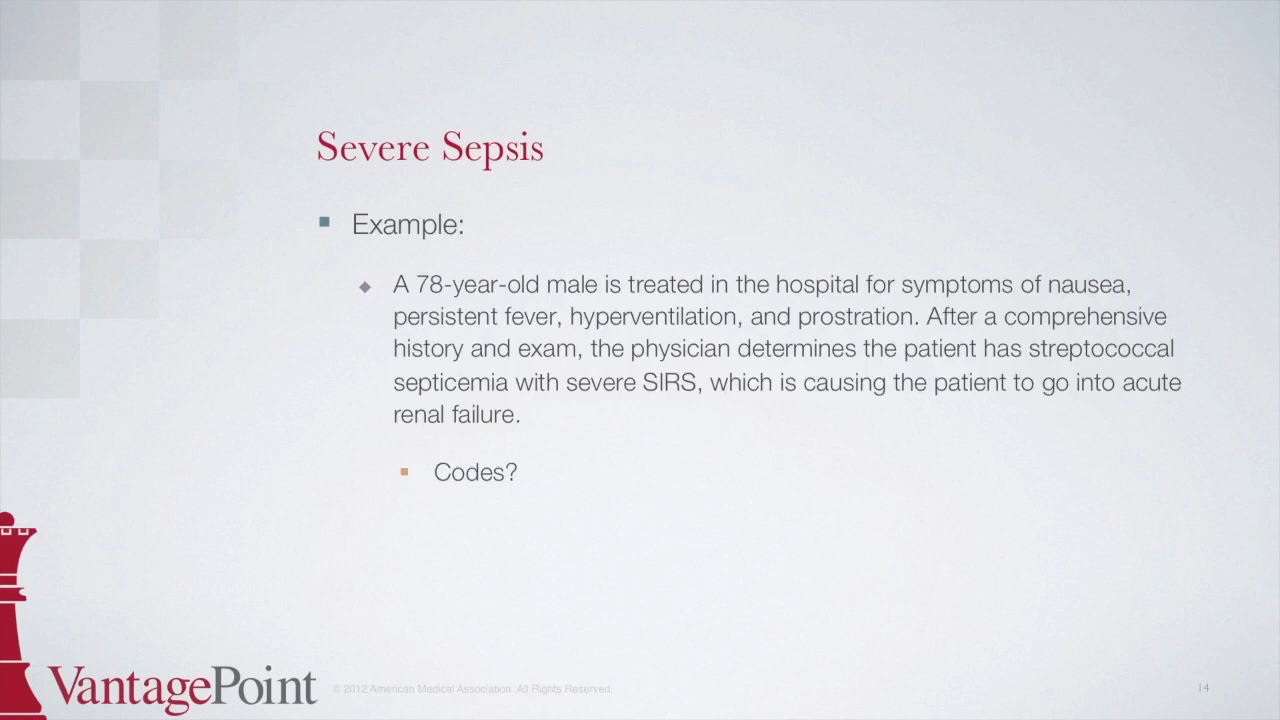 Severe Sepsis
Example:
A 78-year-old male is treated in the hospital for symptoms of nausea,
persistent fever, hyperventilation, and prostration. After a comprehensive
history and exam, the physician determines the patient has streptococcal
septicemia with severe SIRS, which is causing the patient to go into acute
renal failure.
Codes?
VantagePoint
© 2012 American Medical Association. All Rights Reserved.
14